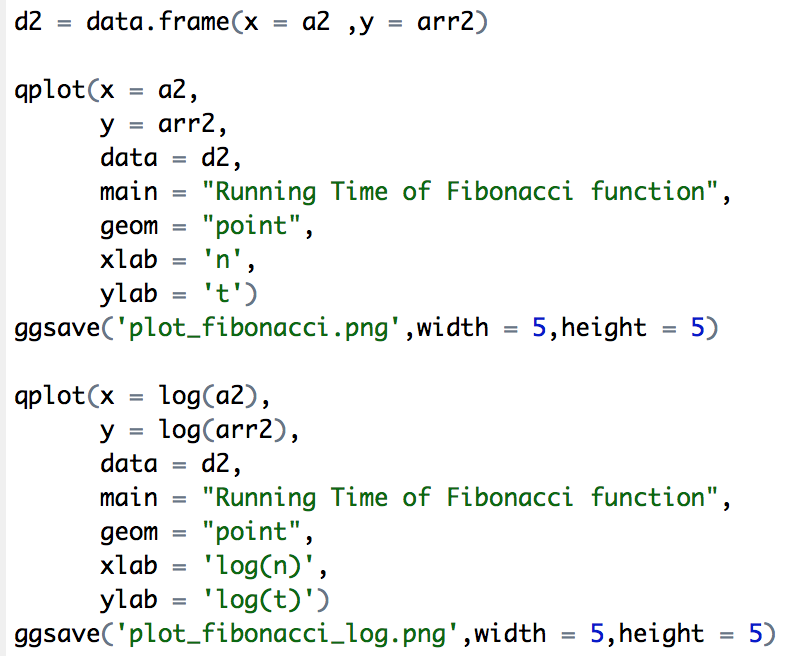 d2 = data.frame(x = a2 ,y = arr2)
qplot(x = a2,
y = arr2,
data = d2,
main = "Running Time of Fibonacci function",
geom = "point",
xlab = 'n',
ylab = 't')
ggsave('plot_fibonacci.png',width = 5,height = 5)
qplot(x = log(a2),
y = log(arr2),
data = d2,
main = "Running Time of Fibonacci function",
geom = "point",
xlab = 'log(n)',
ylab = 'log(t)')
ggsave('plot_fibonacci_log.png',width = 5,height = 5)